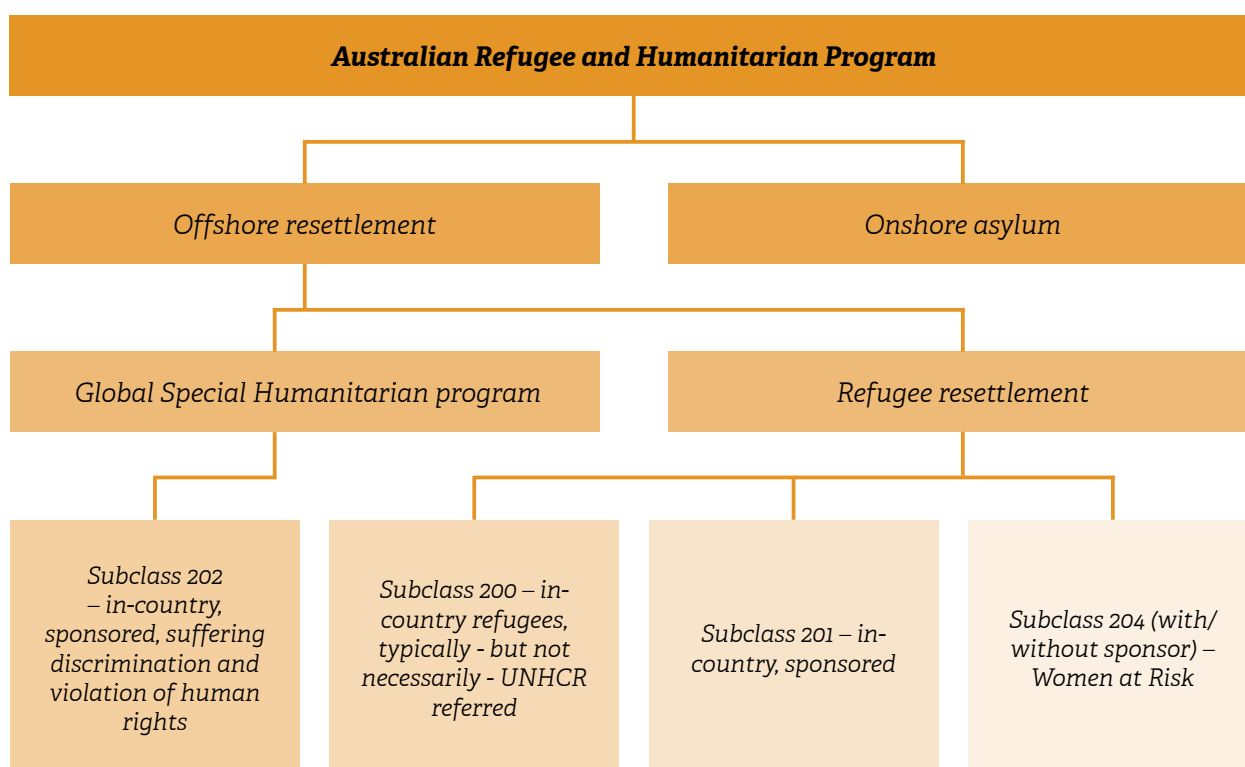 Australian Refugee and Humanitarian Program
Offshore resettlement
Onshore asylum
Global Special Humanitarian program
Refugee resettlement
Subclass 202
– in-country,
sponsored, suffering
discrimination and
violation of human
rights
Subclass 200 – in-
country refugees,
typically - but not
necessarily - UNHCR
referred
Subclass 201 – in-
country, sponsored
Subclass 204 (with/
without sponsor) –
Women at Risk